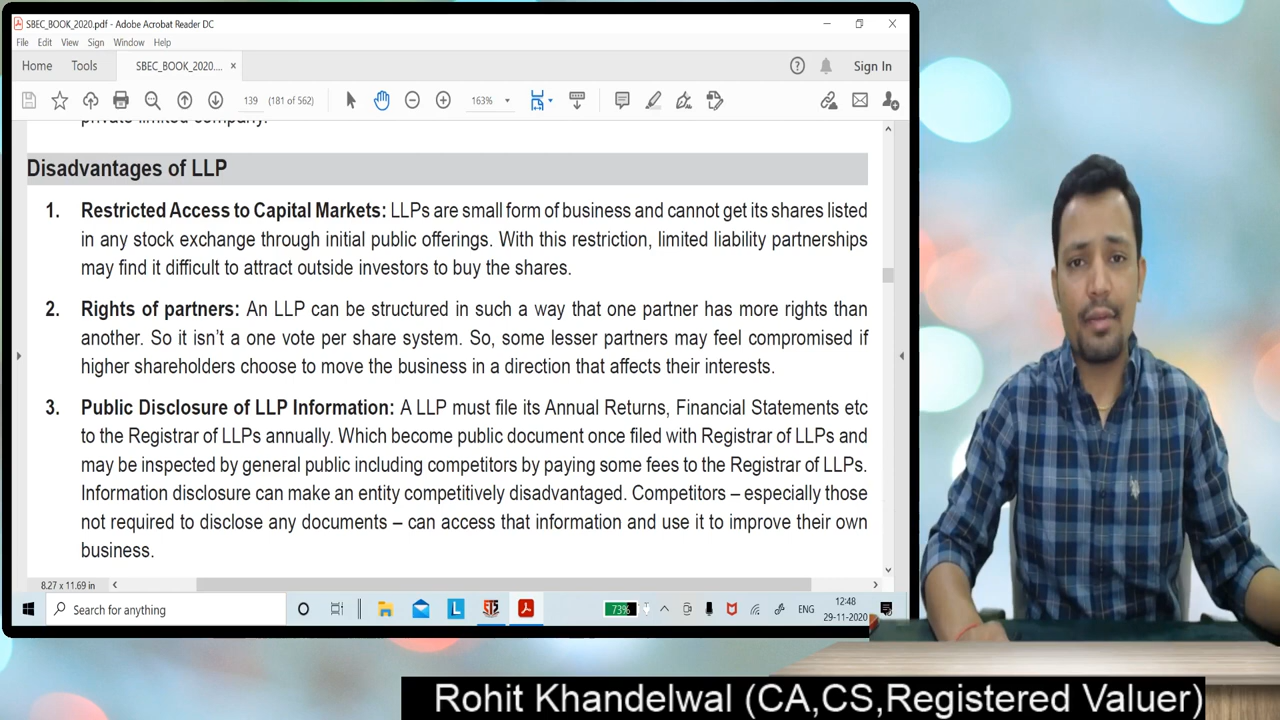 SBEC_BOOK_2020.pdf - Adobe Acrobat Reader DC
File Edit View Sign Window Help
Home Tools SBEC_BOOK_2020.... × Sign In
139 (181 of 562) 163%
private limited company.
Disadvantages of LLP
1. Restricted Access to Capital Markets: LLPs are small form of business and cannot get its shares listed
in any stock exchange through initial public offerings. With this restriction, limited liability partnerships
may find it difficult to attract outside investors to buy the shares.
2. Rights of partners: An LLP can be structured in such a way that one partner has more rights than
another. So it isn't a one vote per share system. So, some lesser partners may feel compromised if
higher shareholders choose to move the business in a direction that affects their interests.
3. Public Disclosure of LLP Information: A LLP must file its Annual Returns, Financial Statements etc
to the Registrar of LLPs annually. Which become public document once filed with Registrar of LLPs and
may be inspected by general public including competitors by paying some fees to the Registrar of LLPs.
Information disclosure can make an entity competitively disadvantaged. Competitors – especially those
not required to disclose any documents – can access that information and use it to improve their own
business.
8.27 x 11.69 in
Search for anything
L
73%
ENG
12:48
29-11-2020
Rohit Khandelwal (CA,CS,Registered Valuer)